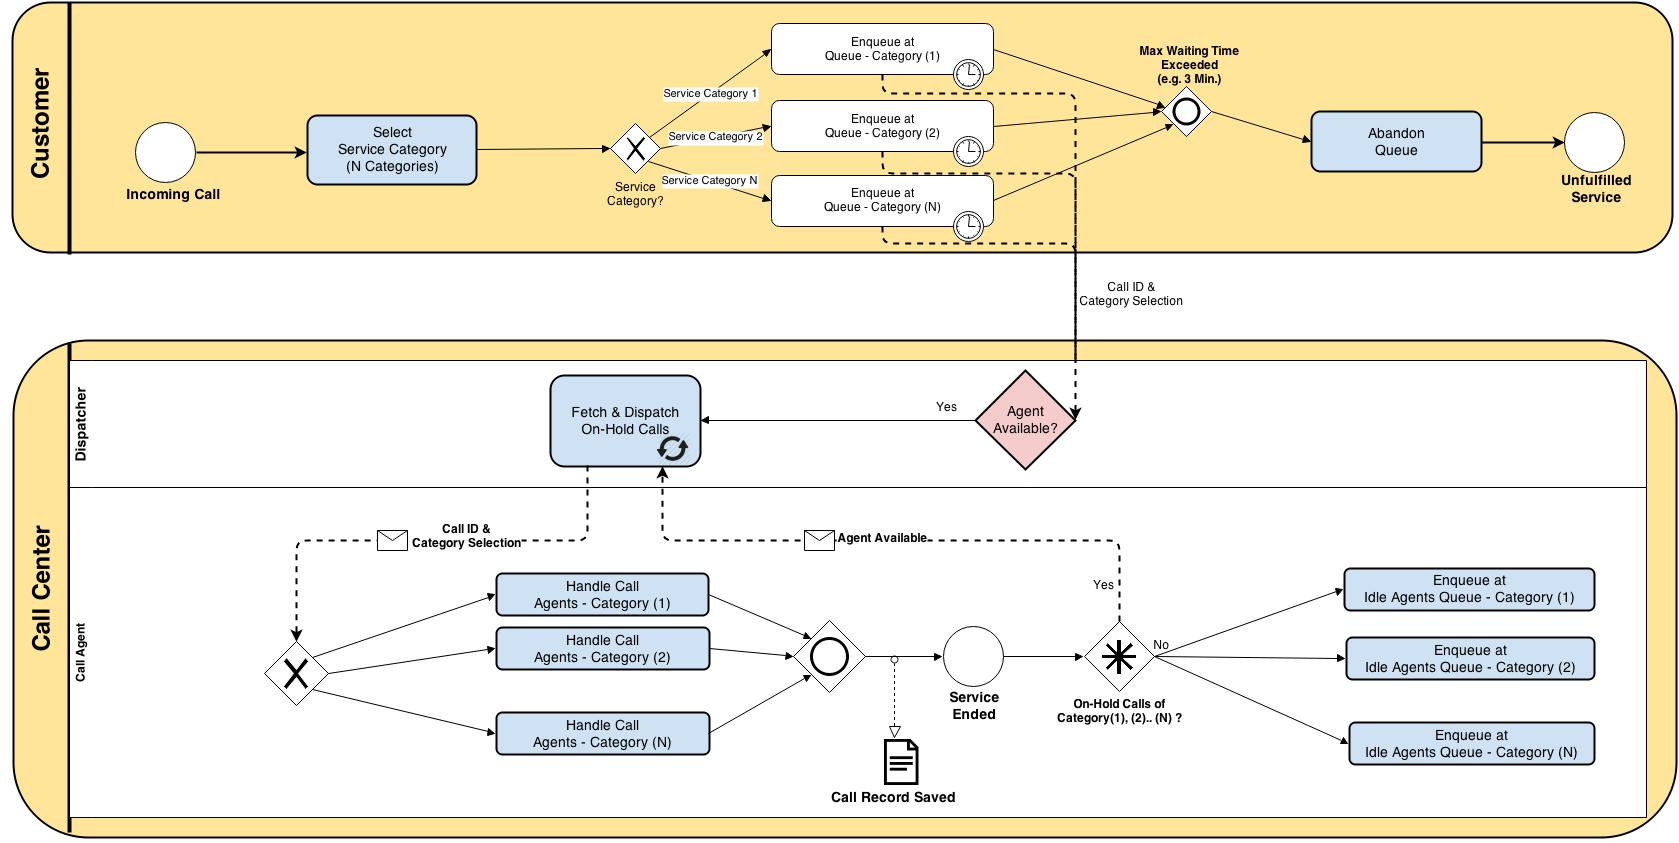 Customer
Incoming Call
Select
Service Category
(N Categories)
Service
Category?
Service Category 1
Service Category 2
Service Category N
Enqueue at
Queue - Category (1)
Enqueue at
Queue - Category (2)
Enqueue at
Queue - Category (N)
Max Waiting Time
Exceeded
(e.g. 3 Min.)
Abandon
Queue
Unfulfilled
Service
Call ID &
Category Selection
Call Center
Dispatcher
Fetch & Dispatch
On-Hold Calls
Yes
Agent
Available?
Call Agent
Call ID &
Category Selection
Agent Available
Handle Call
Agents - Category (1)
Handle Call
Agents - Category (2)
Handle Call
Agents - Category (N)
Call Record Saved
Service
Ended
Yes
No
On-Hold Calls of
Category(1), (2).. (N) ?
Enqueue at
Idle Agents Queue - Category (1)
Enqueue at
Idle Agents Queue - Category (2)
Enqueue at
Idle Agents Queue - Category (N)